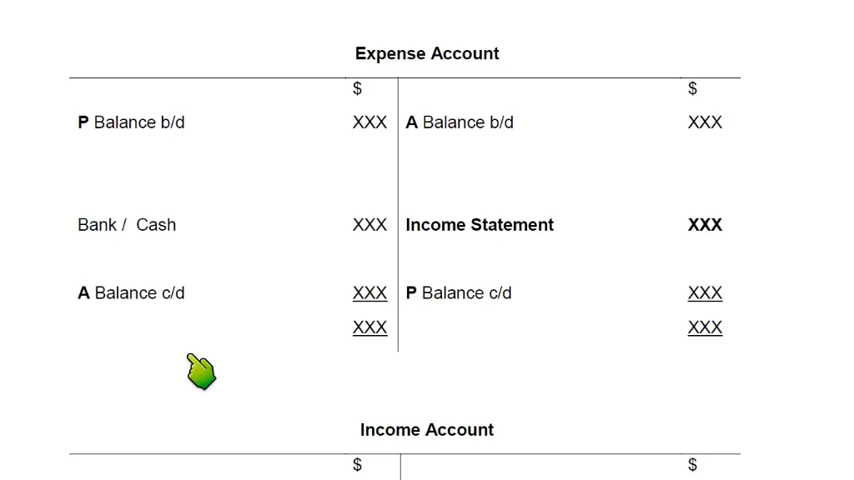 Expense Account
$ $
P Balance b/d XXX A Balance b/d XXX
Bank / Cash XXX Income Statement XXX
A Balance c/d XXX P Balance c/d XXX
XXX XXX
Income Account
$ $